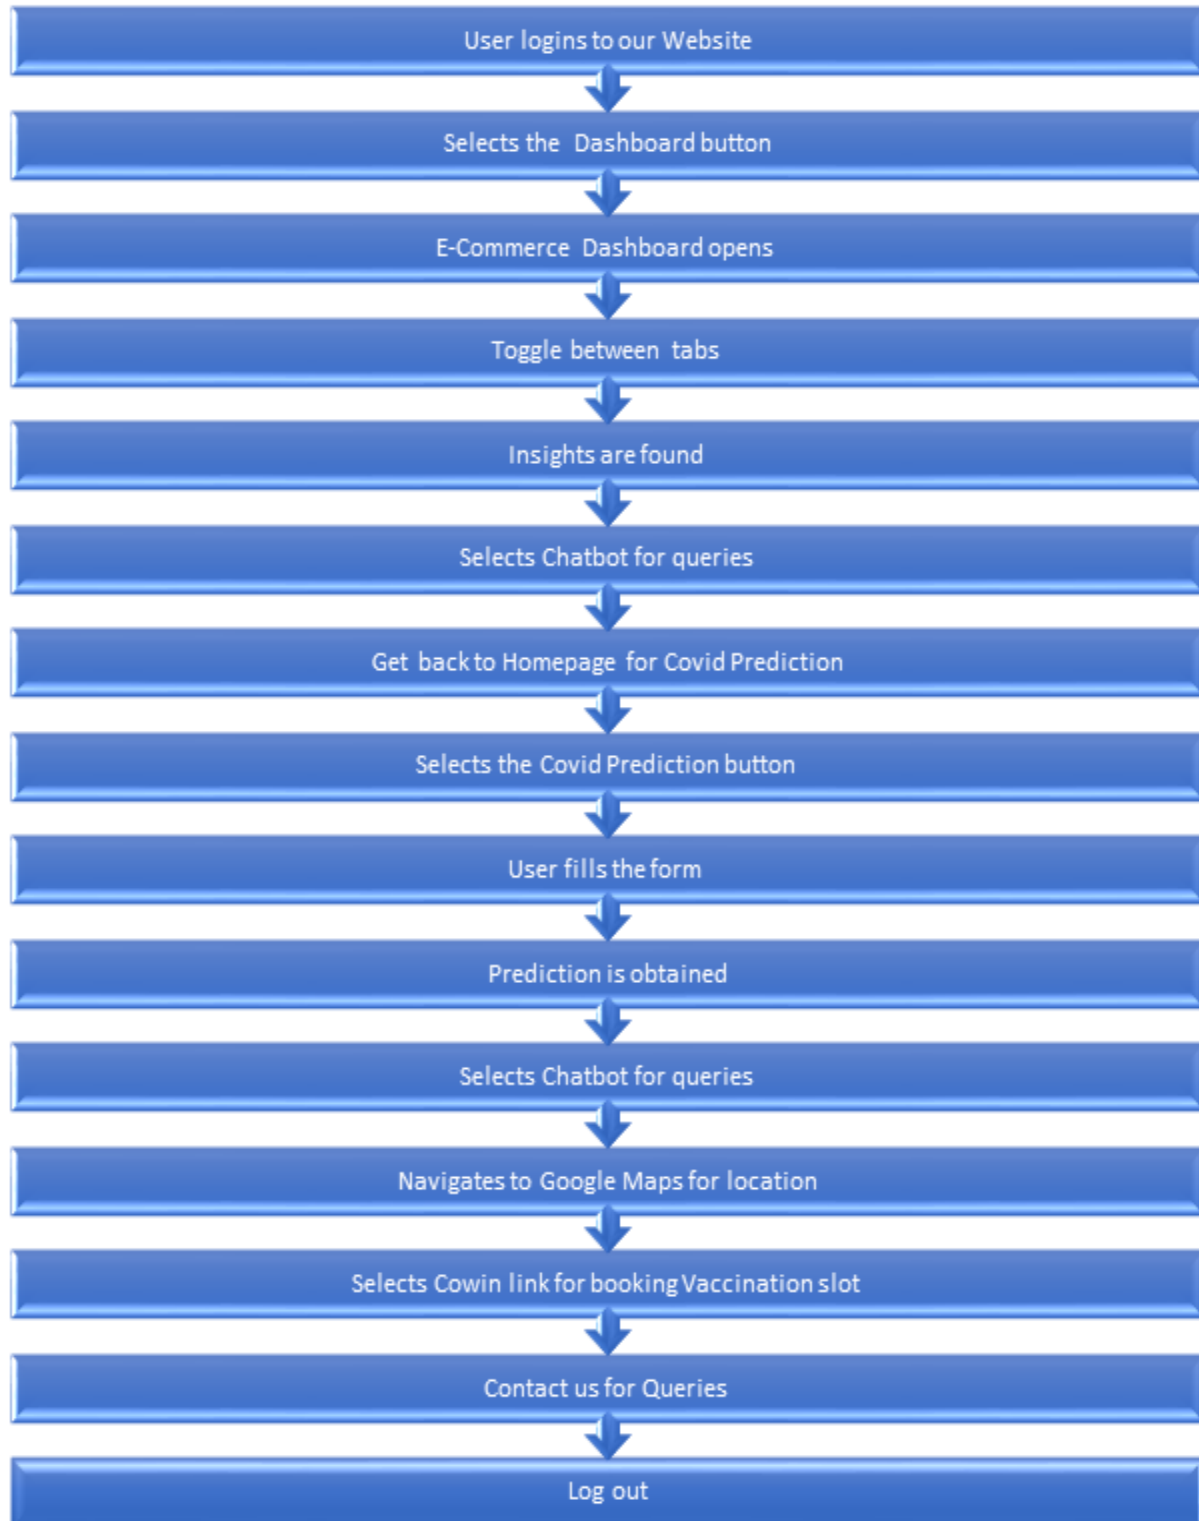 User logins to our Website
Selects the Dashboard button
E-Commerce Dashboard opens
Toggle between tabs
Insights are found
Selects Chatbot for queries
Get back to Homepage for Covid Prediction
Selects the Covid Prediction button
User fills the form
Prediction is obtained
Selects Chatbot for queries
Navigates to Google Maps for location
Selects Cowin link for booking Vaccination slot
Contact us for Queries
Log out